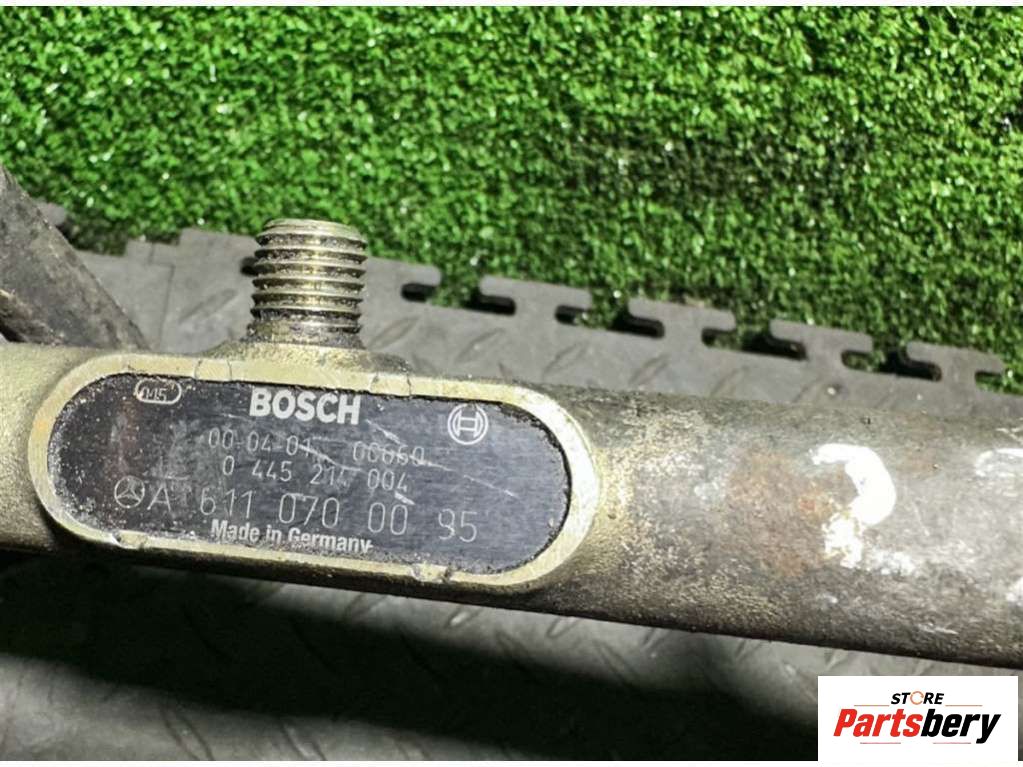 BOSCH
00-04-01 00060
0 445 214 004
A 611 070 00 95
Made in Germany
STORE
Partsbery